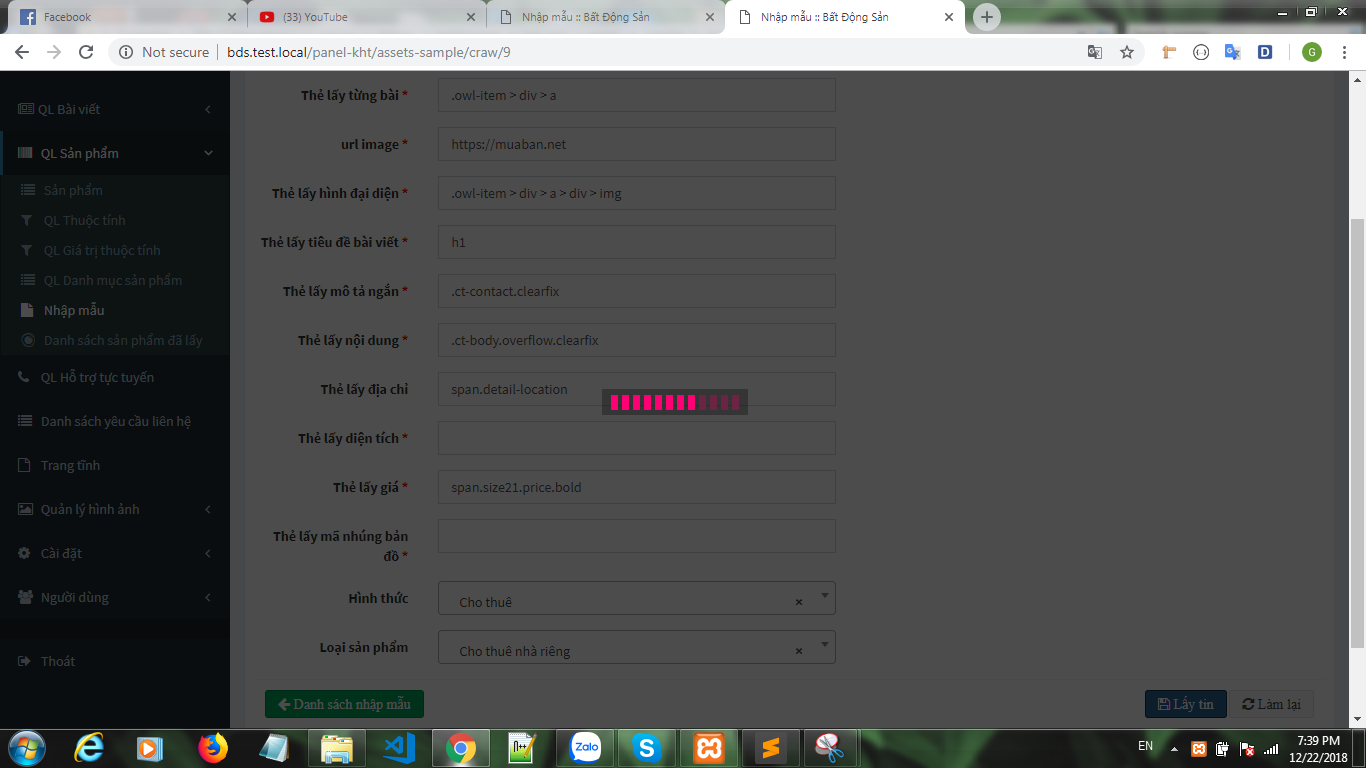 Facebook
(33) YouTube
Nhập mẫu :: Bất Động Sản
Nhập mẫu :: Bất Động Sản
Not secure
bds.test.local/panel-kht/assets-sample/craw/9
G
QL Bài viết
QL Sản phẩm
Sản phẩm
QL Thuộc tính
QL Giá trị thuộc tính
QL Danh mục sản phẩm
Nhập mẫu
Danh sách sản phẩm đã lấy
QL Hỗ trợ tực tuyến
Danh sách yêu cầu liên hệ
Trang tĩnh
Quản lý hình ảnh
Cài đặt
Người dùng
Thoát
Thẻ lấy từng bài *
.owl-item > div > a
url image *
https://muaban.net
Thẻ lấy hình đại diện *
.owl-item > div > a > div > img
Thẻ lấy tiêu đề bài viết *
h1
Thẻ lấy mô tả ngắn *
.ct-contact.clearfix
Thẻ lấy nội dung *
.ct-body.overflow.clearfix
Thẻ lấy địa chỉ
span.detail-location
Thẻ lấy diện tích *
Thẻ lấy giá *
span.size21.price.bold
Thẻ lấy mã nhúng bản
đồ *
Hình thức
Cho thuê ×
Loại sản phẩm
Cho thuê nhà riêng ×
Danh sách nhập mẫu
Lấy tin
Làm lại
Zalo
EN
7:39 PM
12/22/2018